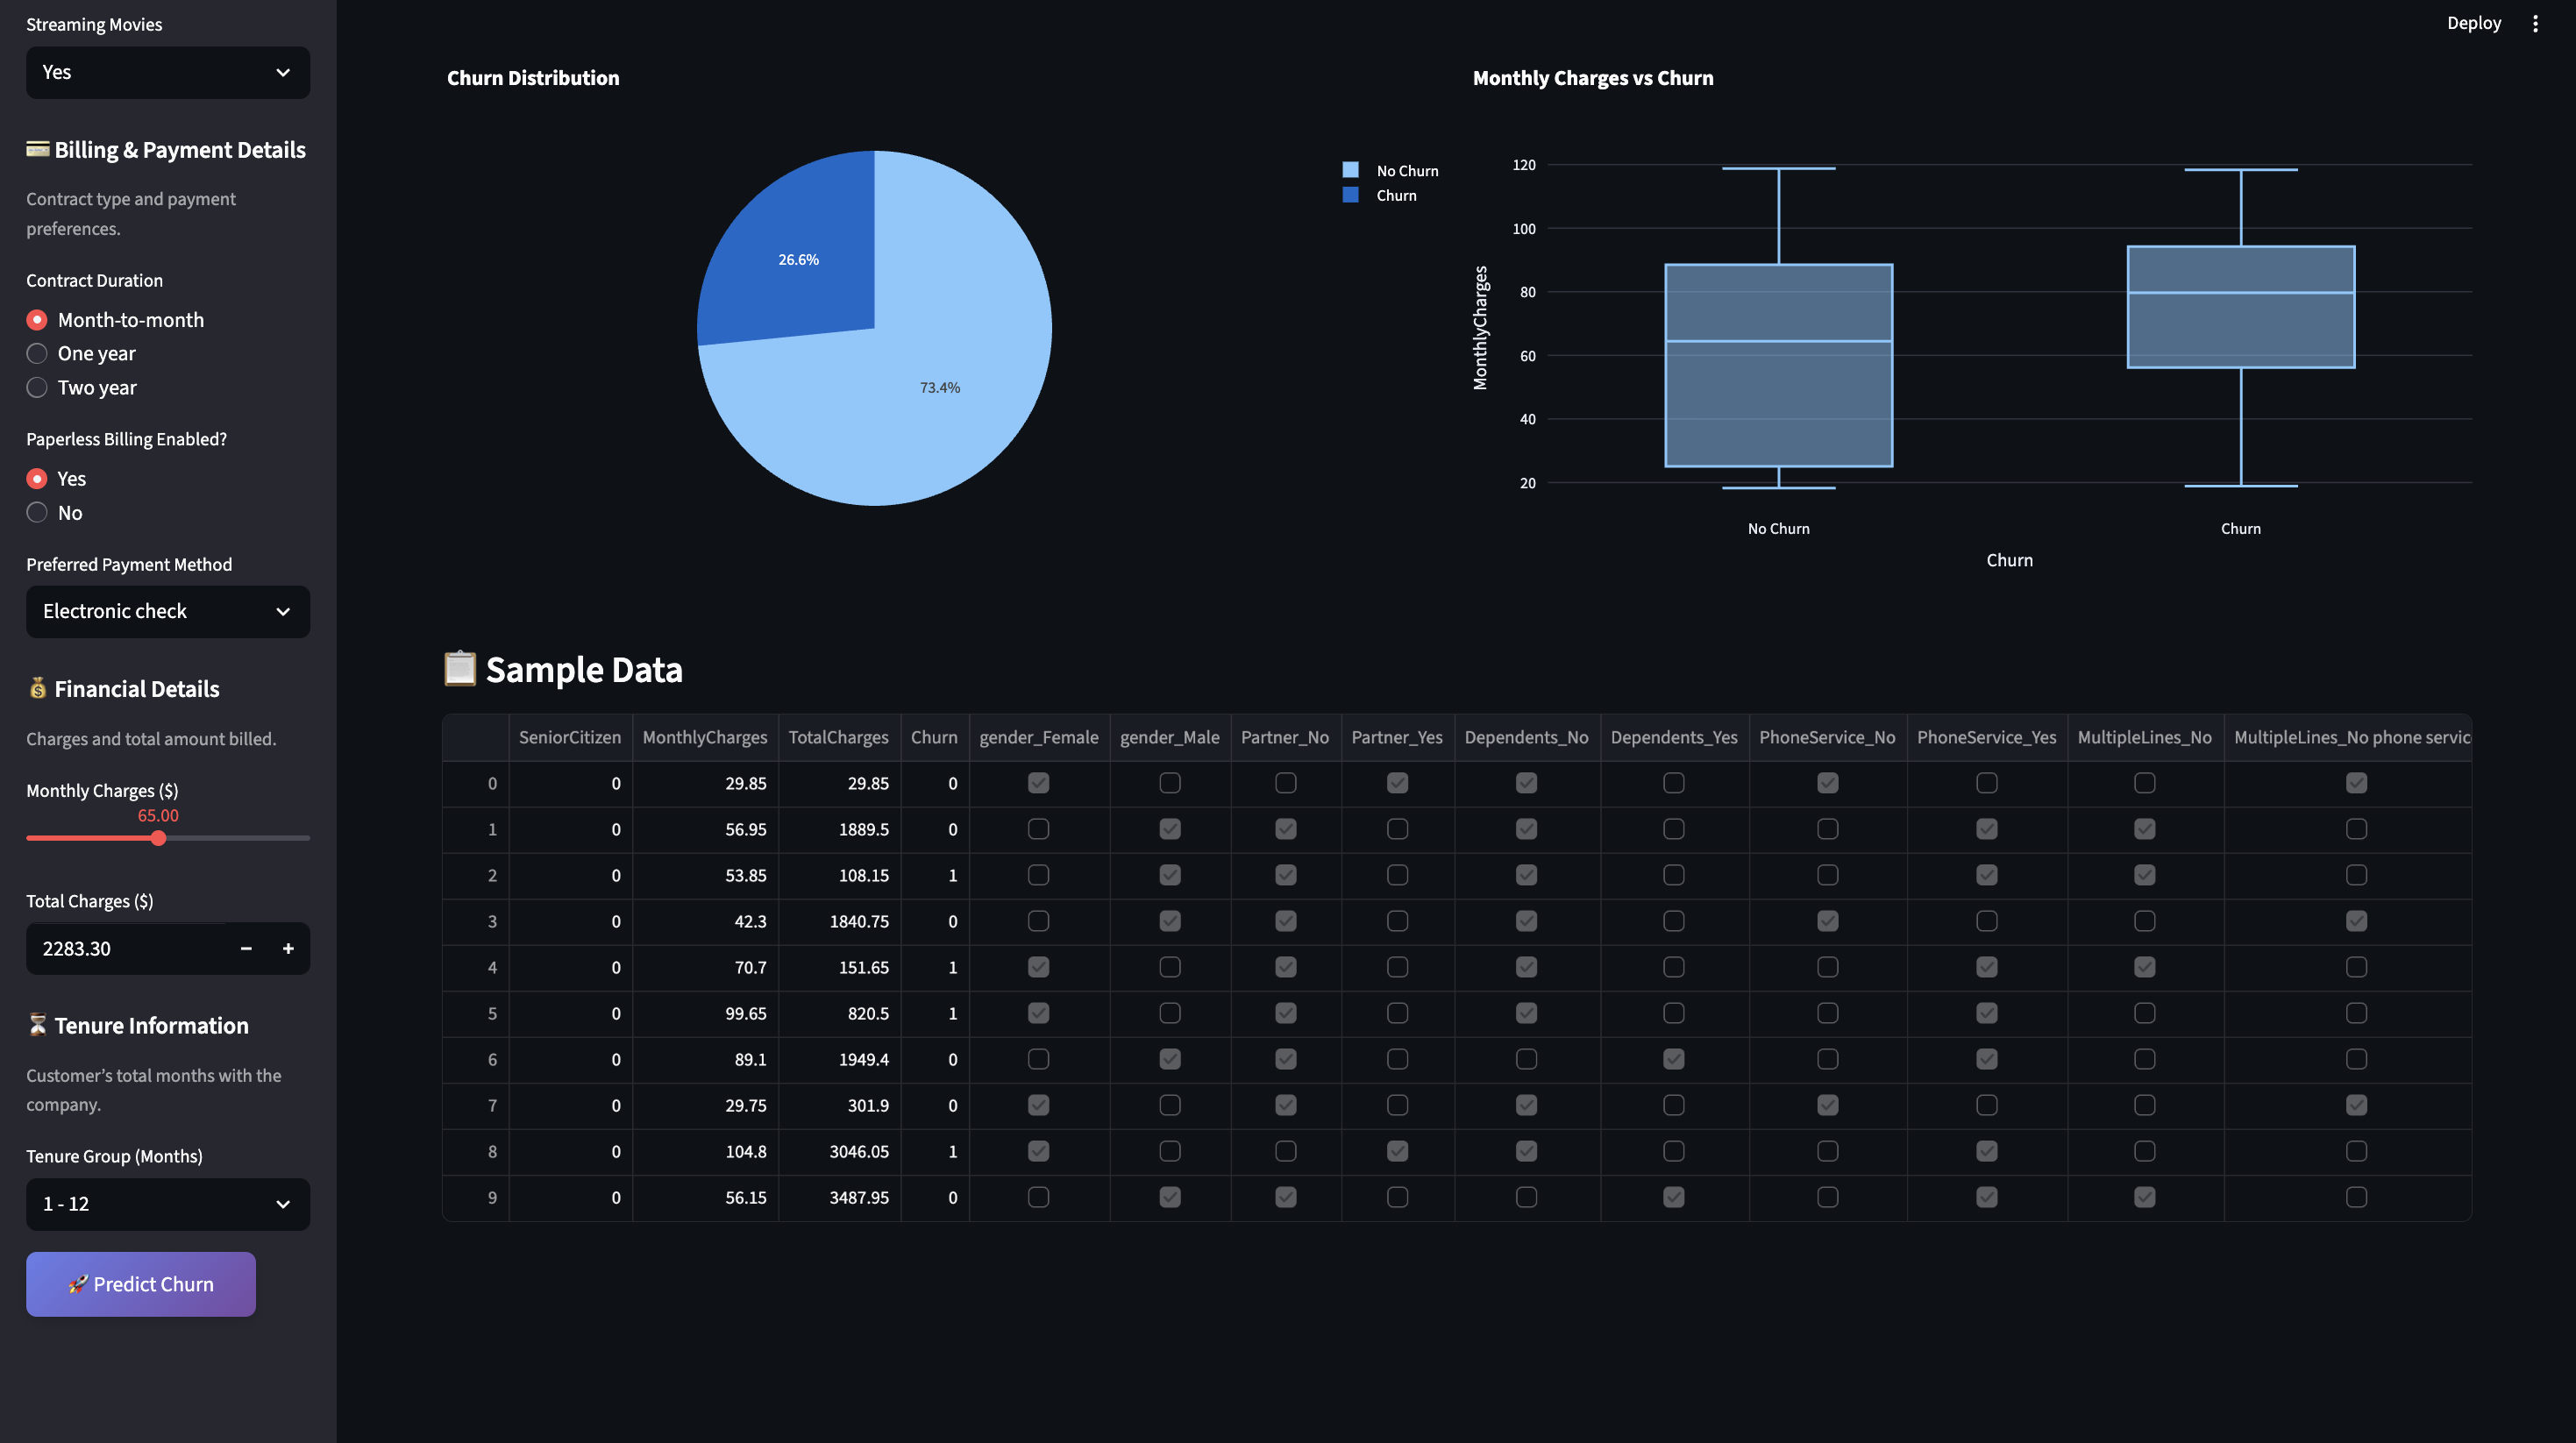 Streaming Movies
Yes
💳 Billing & Payment Details
Contract type and payment
preferences.
Contract Duration
Month-to-month
One year
Two year
Paperless Billing Enabled?
Yes
No
Preferred Payment Method
Electronic check
💰 Financial Details
Charges and total amount billed.
Monthly Charges ($)
65.00
Total Charges ($)
2283.30 − +
⏳ Tenure Information
Customer’s total months with the
company.
Tenure Group (Months)
1 - 12
🚀 Predict Churn
Deploy
Churn Distribution
26.6%
73.4%
No Churn
Churn
Monthly Charges vs Churn
MonthlyCharges
120
100
80
60
40
20
No Churn Churn
Churn
📋 Sample Data
SeniorCitizen MonthlyCharges TotalCharges Churn gender_Female gender_Male Partner_No Partner_Yes Dependents_No Dependents_Yes PhoneService_No PhoneService_Yes MultipleLines_No MultipleLines_No phone servic
0 0 29.85 29.85 0
1 0 56.95 1889.5 0
2 0 53.85 108.15 1
3 0 42.3 1840.75 0
4 0 70.7 151.65 1
5 0 99.65 820.5 1
6 0 89.1 1949.4 0
7 0 29.75 301.9 0
8 0 104.8 3046.05 1
9 0 56.15 3487.95 0